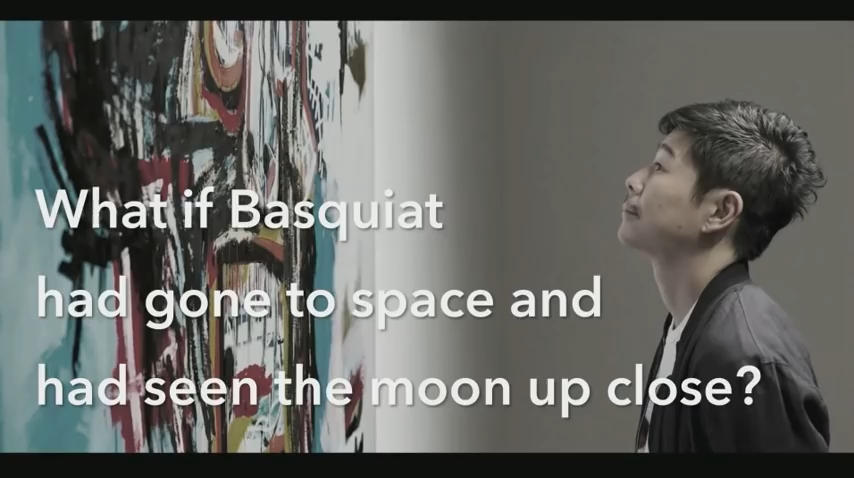 What if Basquiat
had gone to space and
had seen the moon up close?